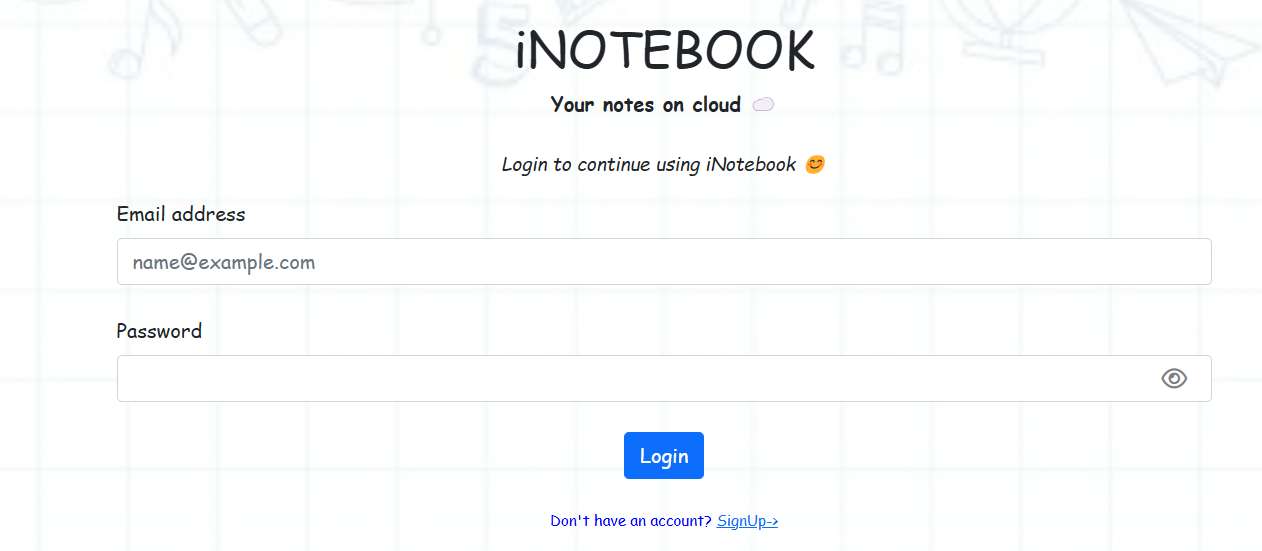 iNOTEBOOK
Your notes on cloud ☁️
Login to continue using iNotebook 😊
Email address
name@example.com
Password
Login
Don't have an account? SignUp->